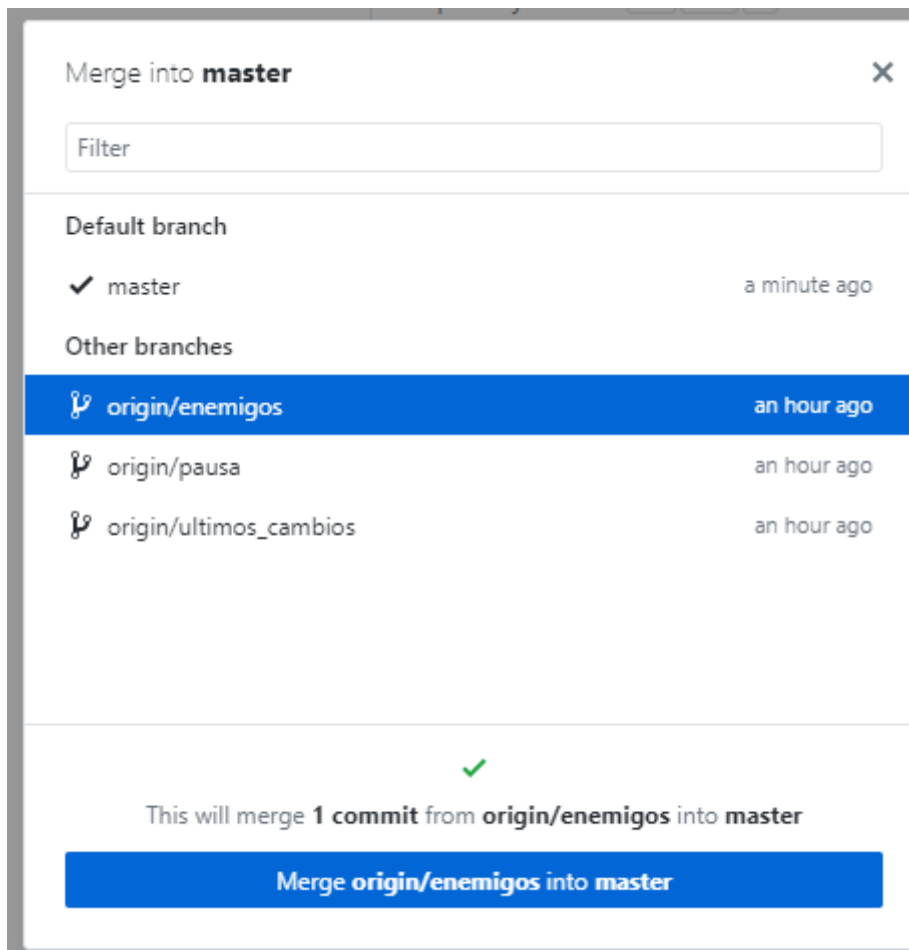 Merge into master
Filter
Default branch
master a minute ago
Other branches
origin/enemigos an hour ago
origin/pausa an hour ago
origin/ultimos_cambios an hour ago
This will merge 1 commit from origin/enemigos into master
Merge origin/enemigos into master